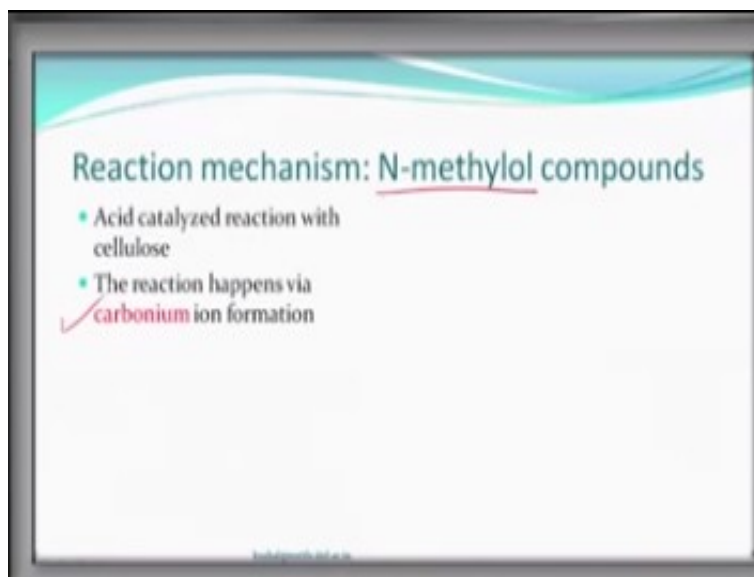 Reaction mechanism: N-methylol compounds
• Acid catalyzed reaction with
cellulose
• The reaction happens via
carbonium ion formation